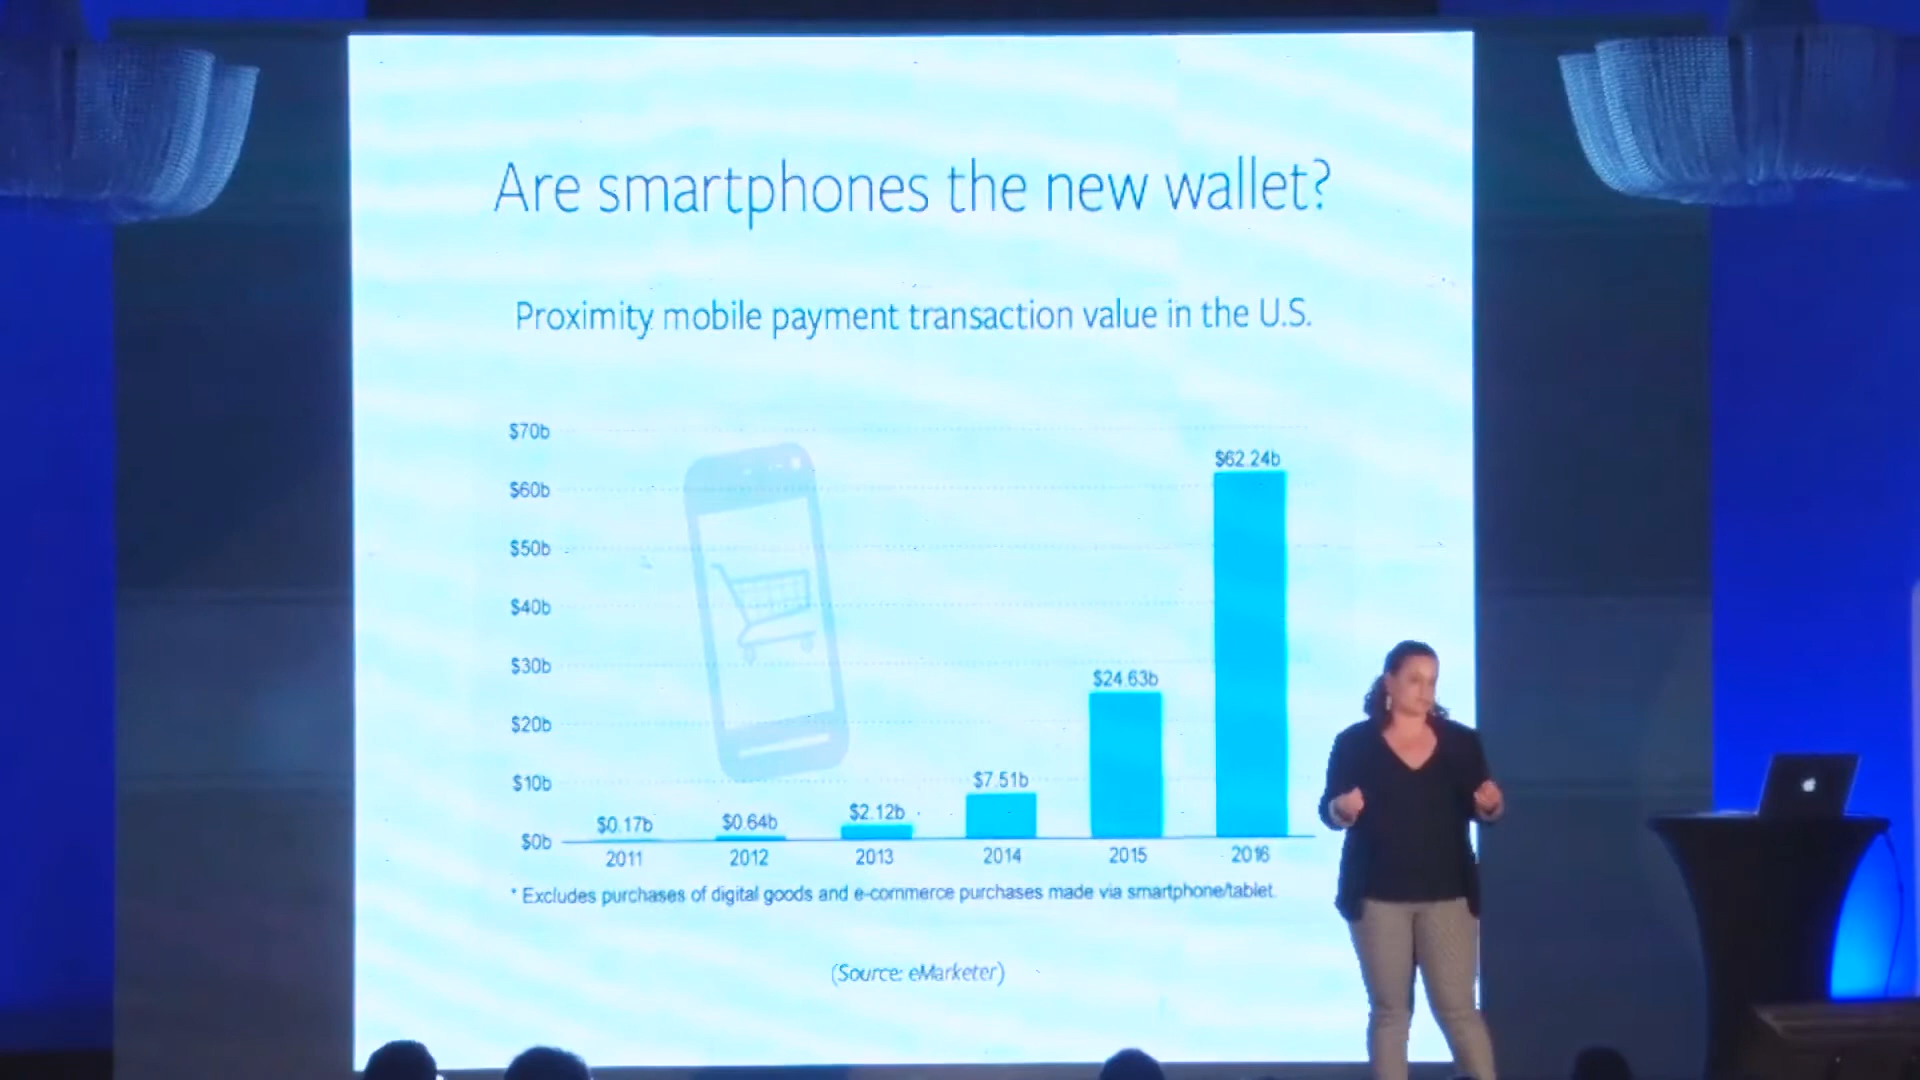 Are smartphones the new wallet?
Proximity mobile payment transaction value in the U.S.
$70b
$62.24b
$60b
$50b
$40b
$30b
$24.63b
$20b
$10b
$7.51b
$2.12b
$0.64b
$0.17b
$0b
2011 2012 2013 2014 2015 2016
* Excludes purchases of digital goods and e-commerce purchases made via smartphone/tablet.
(Source: eMarketer)